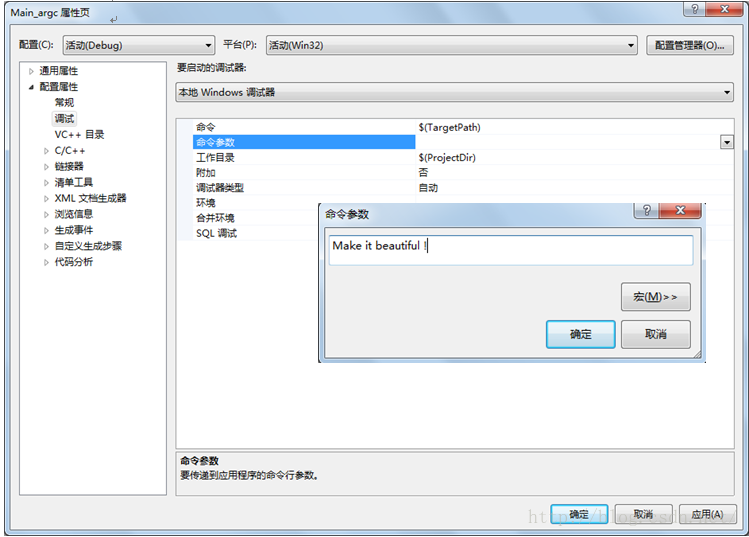 Main_argc 属性页
配置(C): 活动(Debug) 平台(P): 活动(Win32) 配置管理器(O)...
通用属性
配置属性
常规
调试
VC++ 目录
C/C++
链接器
清单工具
XML 文档生成器
浏览信息
生成事件
自定义生成步骤
代码分析
要启动的调试器:
本地 Windows 调试器
命令 $(TargetPath)
命令参数
工作目录 $(ProjectDir)
附加 否
调试器类型 自动
环境
合并环境
SQL 调试
命令参数
Make it beautiful !
宏(M)>>
确定 取消
命令参数
要传递到应用程序的命令行参数。
确定 取消 应用(A)